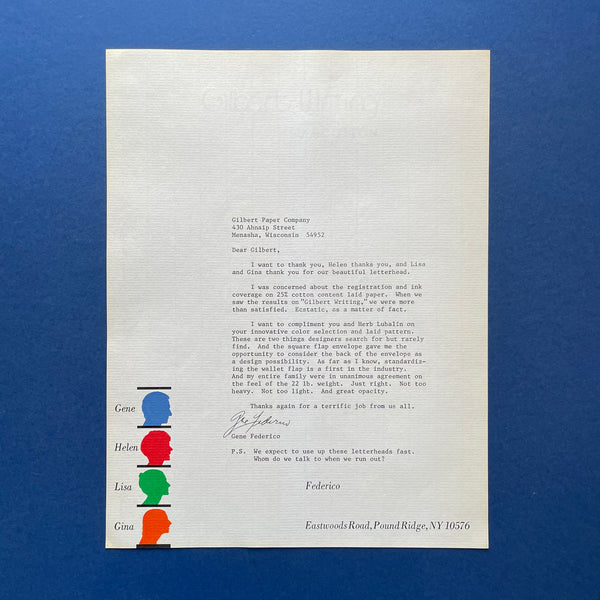 Gilbert Paper Company
430 Ahnaip Street
Menasha, Wisconsin 54952
Dear Gilbert,
I want to thank you, Helen thanks you, and Lisa
and Gina thank you for our beautiful letterhead.
I was concerned about the registration and ink
coverage on 25% cotton content laid paper. When we
saw the results on "Gilbert Writing," we were more
than satisfied. Ecstatic, as a matter of fact.
I want to compliment you and Herb Lubalin on
your innovative color selection and laid pattern.
These are two things designers search for but rarely
find. And the square flap envelope gave me the
opportunity to consider the back of the envelope as
a design possibility. As far as I know, standardiz-
ing the wallet flap is a first in the industry.
And my entire family were in unanimous agreement on
the feel of the 22 lb. weight. Just right. Not too
heavy. Not too light. And great opacity.
Thanks again for a terrific job from us all.
Gene Federico
Gene Federico
P.S. We expect to use up these letterheads fast.
Whom do we talk to when we run out?
Gene
Helen
Lisa
Gina
Federico
Eastwoods Road, Pound Ridge, NY 10576